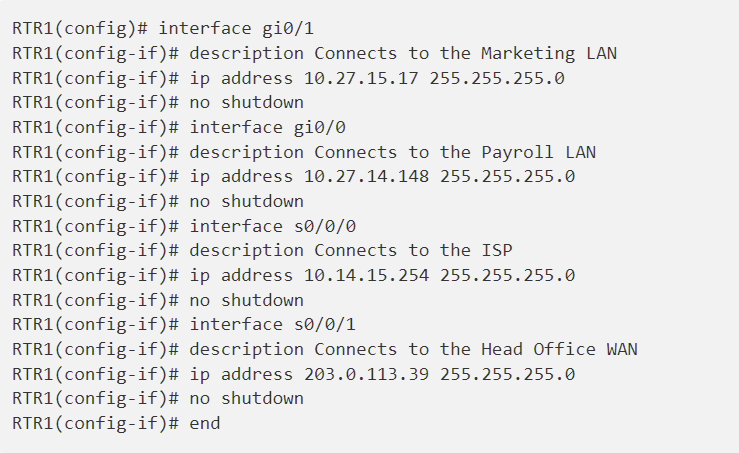 RTR1(config)# interface gi0/1
RTR1(config-if)# description Connects to the Marketing LAN
RTR1(config-if)# ip address 10.27.15.17 255.255.255.0
RTR1(config-if)# no shutdown
RTR1(config-if)# interface gi0/0
RTR1(config-if)# description Connects to the Payroll LAN
RTR1(config-if)# ip address 10.27.14.148 255.255.255.0
RTR1(config-if)# no shutdown
RTR1(config-if)# interface s0/0/0
RTR1(config-if)# description Connects to the ISP
RTR1(config-if)# ip address 10.14.15.254 255.255.255.0
RTR1(config-if)# no shutdown
RTR1(config-if)# interface s0/0/1
RTR1(config-if)# description Connects to the Head Office WAN
RTR1(config-if)# ip address 203.0.113.39 255.255.255.0
RTR1(config-if)# no shutdown
RTR1(config-if)# end